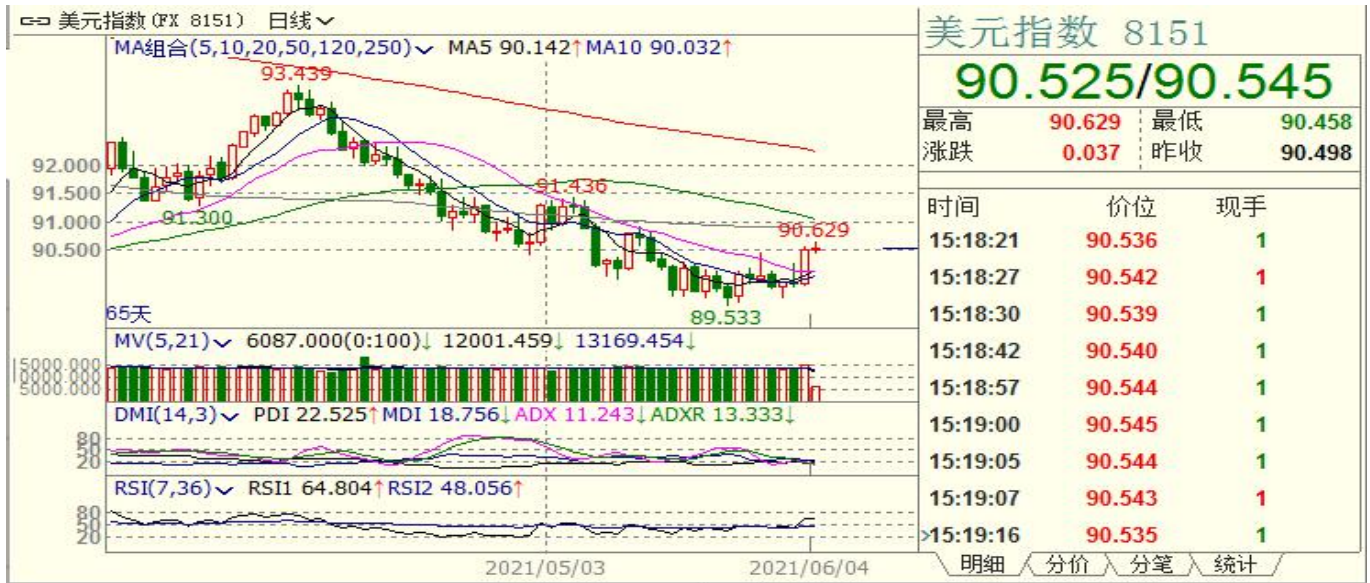 美元指数(FX 8151) 日线
MA组合(5,10,20,50,120,250) MA5 90.142↑MA10 90.032↑
93.439
92.000
91.500
91.436
91.300
91.000
90.629
90.500
65天
89.533
MV(5,21) 6087.000(0:100)↓ 12001.459↓ 13169.454↓
15000.000
5000.000
DMI(14,3) PDI 22.525↑MDI 18.756↓ADX 11.243↓ADXR 13.333↓
80
50
20
RSI(7,36) RSI1 64.804↑RSI2 48.056↑
80
50
20
2021/05/03 2021/06/04
美元指数 8151
90.525/90.545
最高 90.629 最低 90.458
涨跌 0.037 昨收 90.498
时间 价位 现手
15:18:21 90.536 1
15:18:27 90.542 1
15:18:30 90.539 1
15:18:42 90.540 1
15:18:57 90.544 1
15:19:00 90.545 1
15:19:05 90.544 1
15:19:07 90.543 1
>15:19:16 90.535 1
明细 分价 分笔 统计